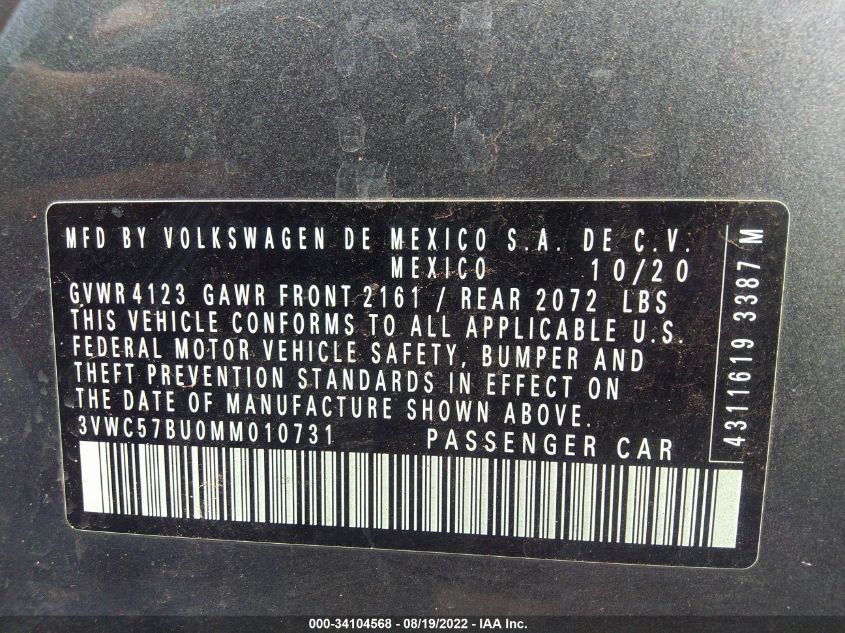 MFD BY VOLKSWAGEN DE MEXICO S.A. DE C.V.
MEXICO 10/20
GVWR 4123 GAWR FRONT 2161 / REAR 2072 LBS
THIS VEHICLE CONFORMS TO ALL APPLICABLE U.S.
FEDERAL MOTOR VEHICLE SAFETY, BUMPER AND
THEFT PREVENTION STANDARDS IN EFFECT ON
THE DATE OF MANUFACTURE SHOWN ABOVE.
3VWC57BU0MM010731 PASSENGER CAR
4311619 3387 M
000-34104568 - 08/19/2022 - IAA Inc.